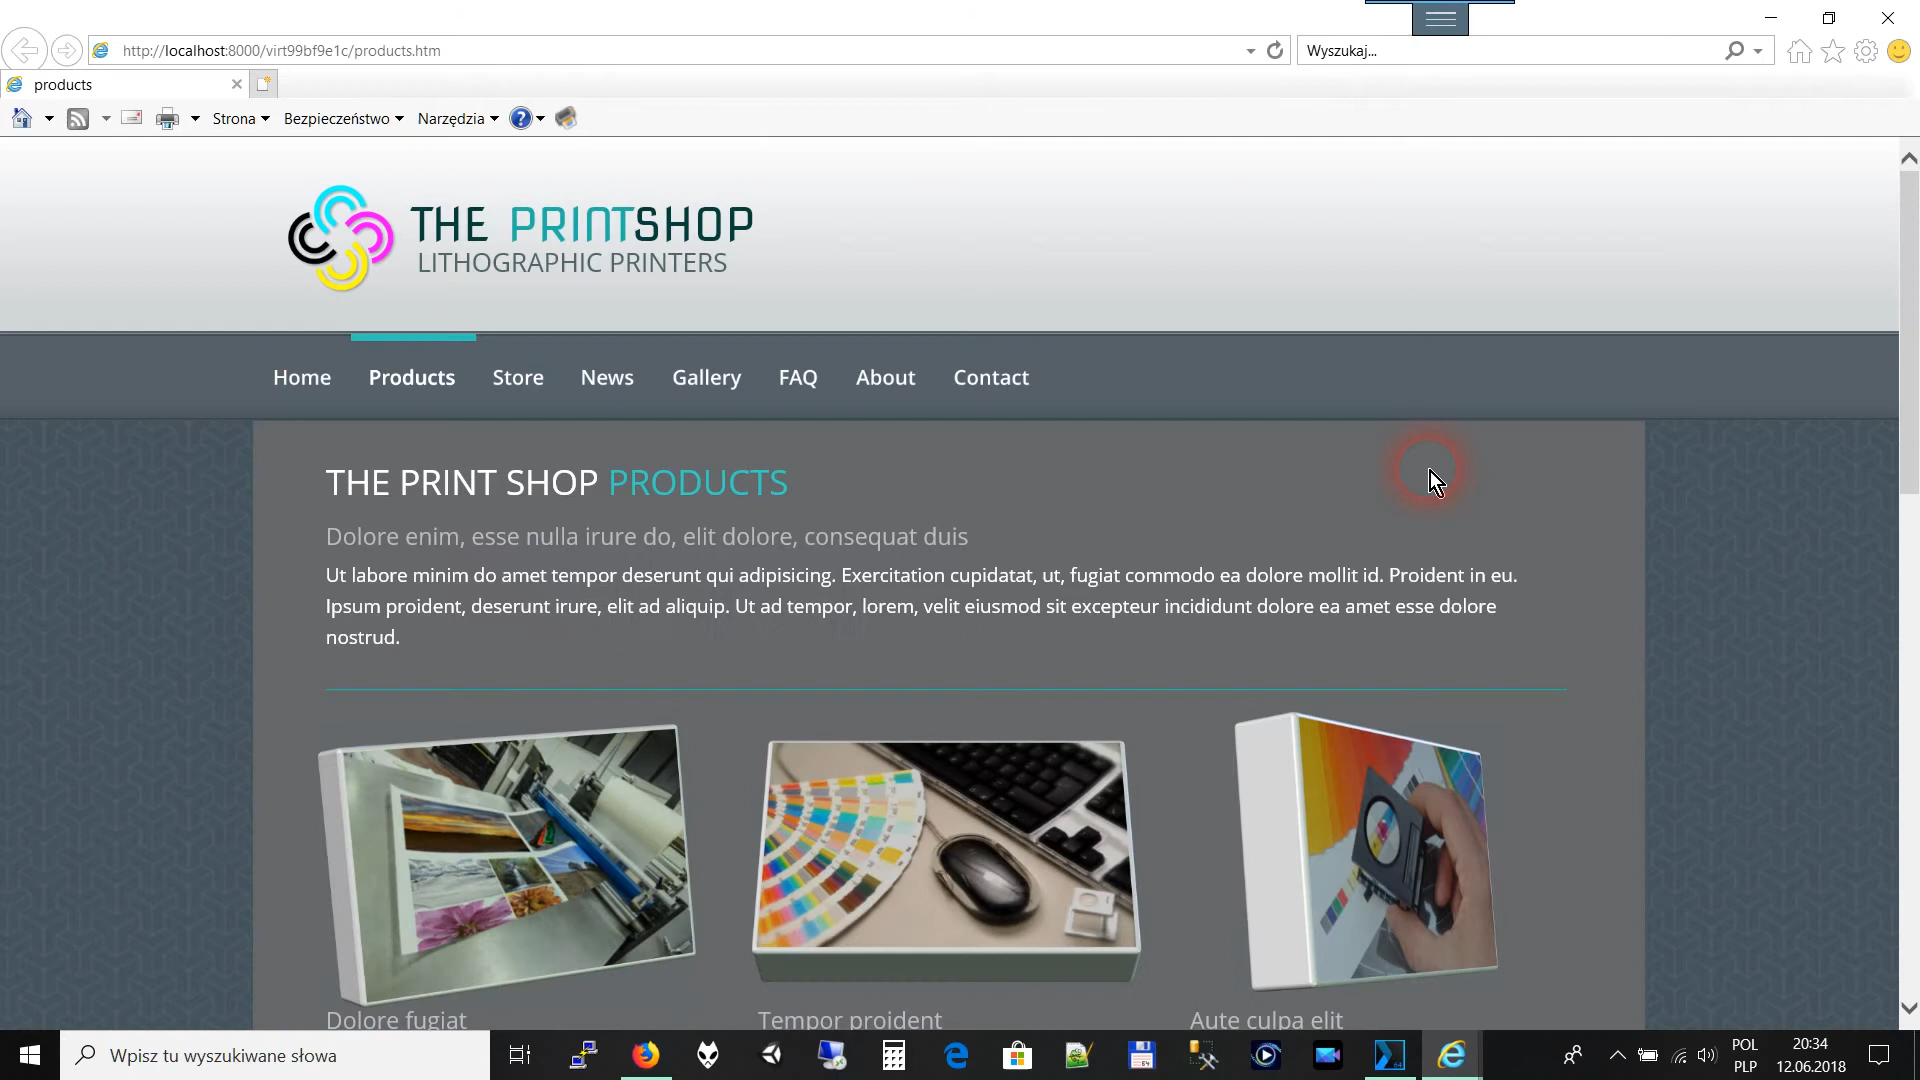 http://localhost:8000/virt99bf9e1c/products.htm
Wyszukaj...
products
Strona
Bezpieczeństwo
Narzędzia
THE PRINTSHOP
LITHOGRAPHIC PRINTERS
Home
Products
Store
News
Gallery
FAQ
About
Contact
THE PRINT SHOP PRODUCTS
Dolore enim, esse nulla irure do, elit dolore, consequat duis
Ut labore minim do amet tempor deserunt qui adipisicing. Exercitation cupidatat, ut, fugiat commodo ea dolore mollit id. Proident in eu.
Ipsum proident, deserunt irure, elit ad aliquip. Ut ad tempor, lorem, velit eiusmod sit excepteur incididunt dolore ea amet esse dolore
nostrud.
Dolore fugiat
Tempor proident
Aute culpa elit
Wpisz tu wyszukiwane słowa
64
64
POL
PLP
20:34
12.06.2018